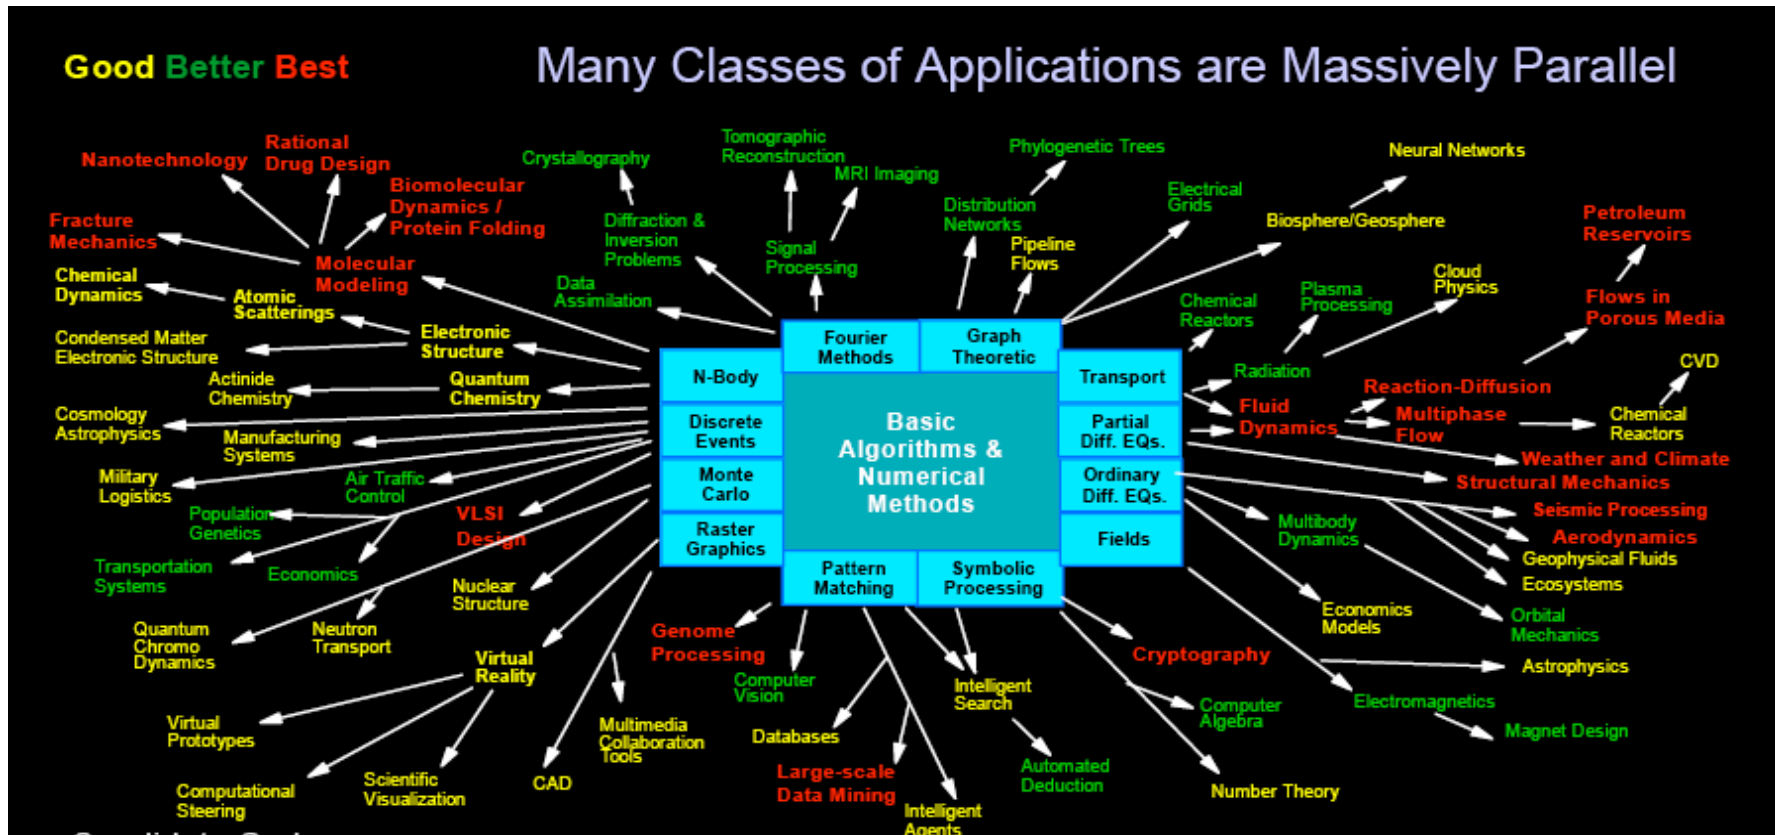 Good Better Best
Many Classes of Applications are Massively Parallel
Nanotechnology
Rational
Drug Design
Biomolecular
Dynamics /
Protein Folding
Fracture
Mechanics
Molecular
Modeling
Chemical
Dynamics
Atomic
Scatterings
Condensed Matter
Electronic Structure
Electronic
Structure
Actinide
Chemistry
Quantum
Chemistry
Cosmology
Astrophysics
Manufacturing
Systems
Military
Logistics
Air Traffic
Control
Population
Genetics
VLSI
Design
Transportation
Systems
Economics
Nuclear
Structure
Quantum
Chromo
Dynamics
Neutron
Transport
Virtual
Reality
Virtual
Prototypes
Computational
Steering
Scientific
Visualization
CAD
Multimedia
Collaboration
Tools
Crystallography
Diffraction &
Inversion
Problems
Data
Assimilation
Tomographic
Reconstruction
MRI Imaging
Signal
Processing
Phylogenetic Trees
Distribution
Networks
Pipeline
Flows
Electrical
Grids
Neural Networks
Biosphere/Geosphere
Petroleum
Reservoirs
Cloud
Physics
Plasma
Processing
Chemical
Reactors
Flows in
Porous Media
Radiation
CVD
Reaction-Diffusion
Fluid
Dynamics
Multiphase
Flow
Chemical
Reactors
Weather and Climate
Structural Mechanics
Seismic Processing
Aerodynamics
Geophysical Fluids
Ecosystems
Multibody
Dynamics
Economics
Models
Orbital
Mechanics
Astrophysics
Electromagnetics
Magnet Design
Fourier
Methods
Graph
Theoretic
N-Body
Transport
Discrete
Events
Partial
Diff. EQs.
Monte
Carlo
Ordinary
Diff. EQs.
Raster
Graphics
Fields
Pattern
Matching
Symbolic
Processing
Basic
Algorithms &
Numerical
Methods
Genome
Processing
Computer
Vision
Databases
Large-scale
Data Mining
Intelligent
Agents
Intelligent
Search
Automated
Deduction
Cryptography
Computer
Algebra
Number Theory